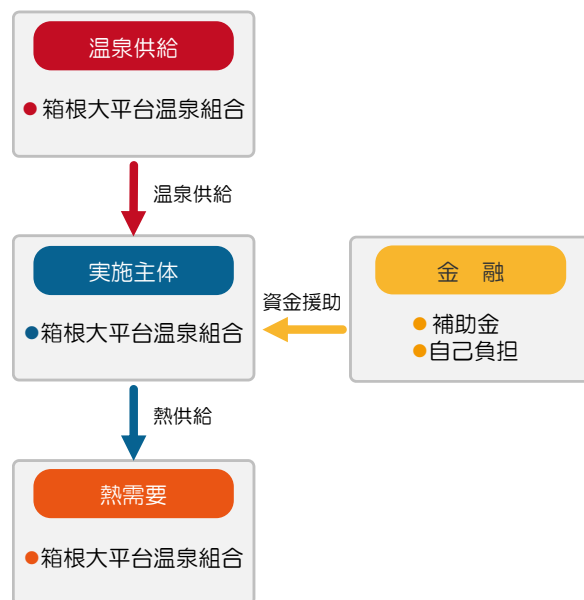 温泉供給
●箱根大平台温泉組合
温泉供給
実施主体
●箱根大平台温泉組合
資金援助
金　融
●補助金
●自己負担
熱供給
熱需要
●箱根大平台温泉組合